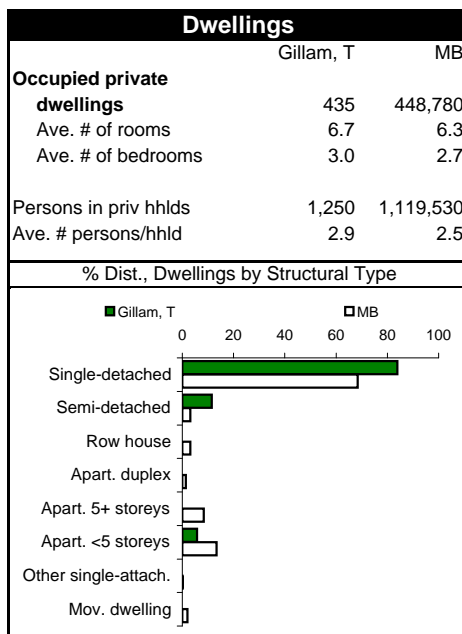 Dwellings
Gillam, T MB
Occupied private
dwellings 435 448,780
Ave. # of rooms 6.7 6.3
Ave. # of bedrooms 3.0 2.7
Persons in priv hhlds 1,250 1,119,530
Ave. # persons/hhld 2.9 2.5
% Dist., Dwellings by Structural Type
Gillam, T MB
0 20 40 60 80 100
Single-detached
Semi-detached
Row house
Apart. duplex
Apart. 5+ storeys
Apart. <5 storeys
Other single-attach.
Mov. dwelling